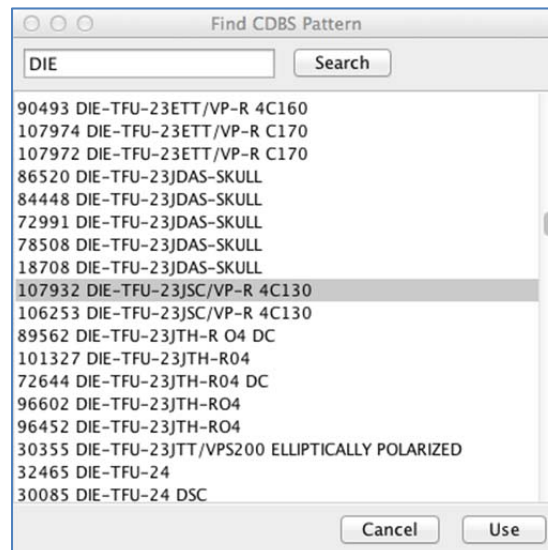 Find CDBS Pattern
DIE Search
90493 DIE-TFU-23ETT/VP-R 4C160
107974 DIE-TFU-23ETT/VP-R C170
107972 DIE-TFU-23ETT/VP-R C170
86520 DIE-TFU-23JDAS-SKULL
84448 DIE-TFU-23JDAS-SKULL
72991 DIE-TFU-23JDAS-SKULL
78508 DIE-TFU-23JDAS-SKULL
18708 DIE-TFU-23JDAS-SKULL
107932 DIE-TFU-23JSC/VP-R 4C130
106253 DIE-TFU-23JSC/VP-R 4C130
89562 DIE-TFU-23JTH-R O4 DC
101327 DIE-TFU-23JTH-R04
72644 DIE-TFU-23JTH-R04 DC
96602 DIE-TFU-23JTH-RO4
96452 DIE-TFU-23JTH-RO4
30355 DIE-TFU-23JTT/VPS200 ELLIPTICALLY POLARIZED
32465 DIE-TFU-24
30085 DIE-TFU-24 DSC
Cancel Use